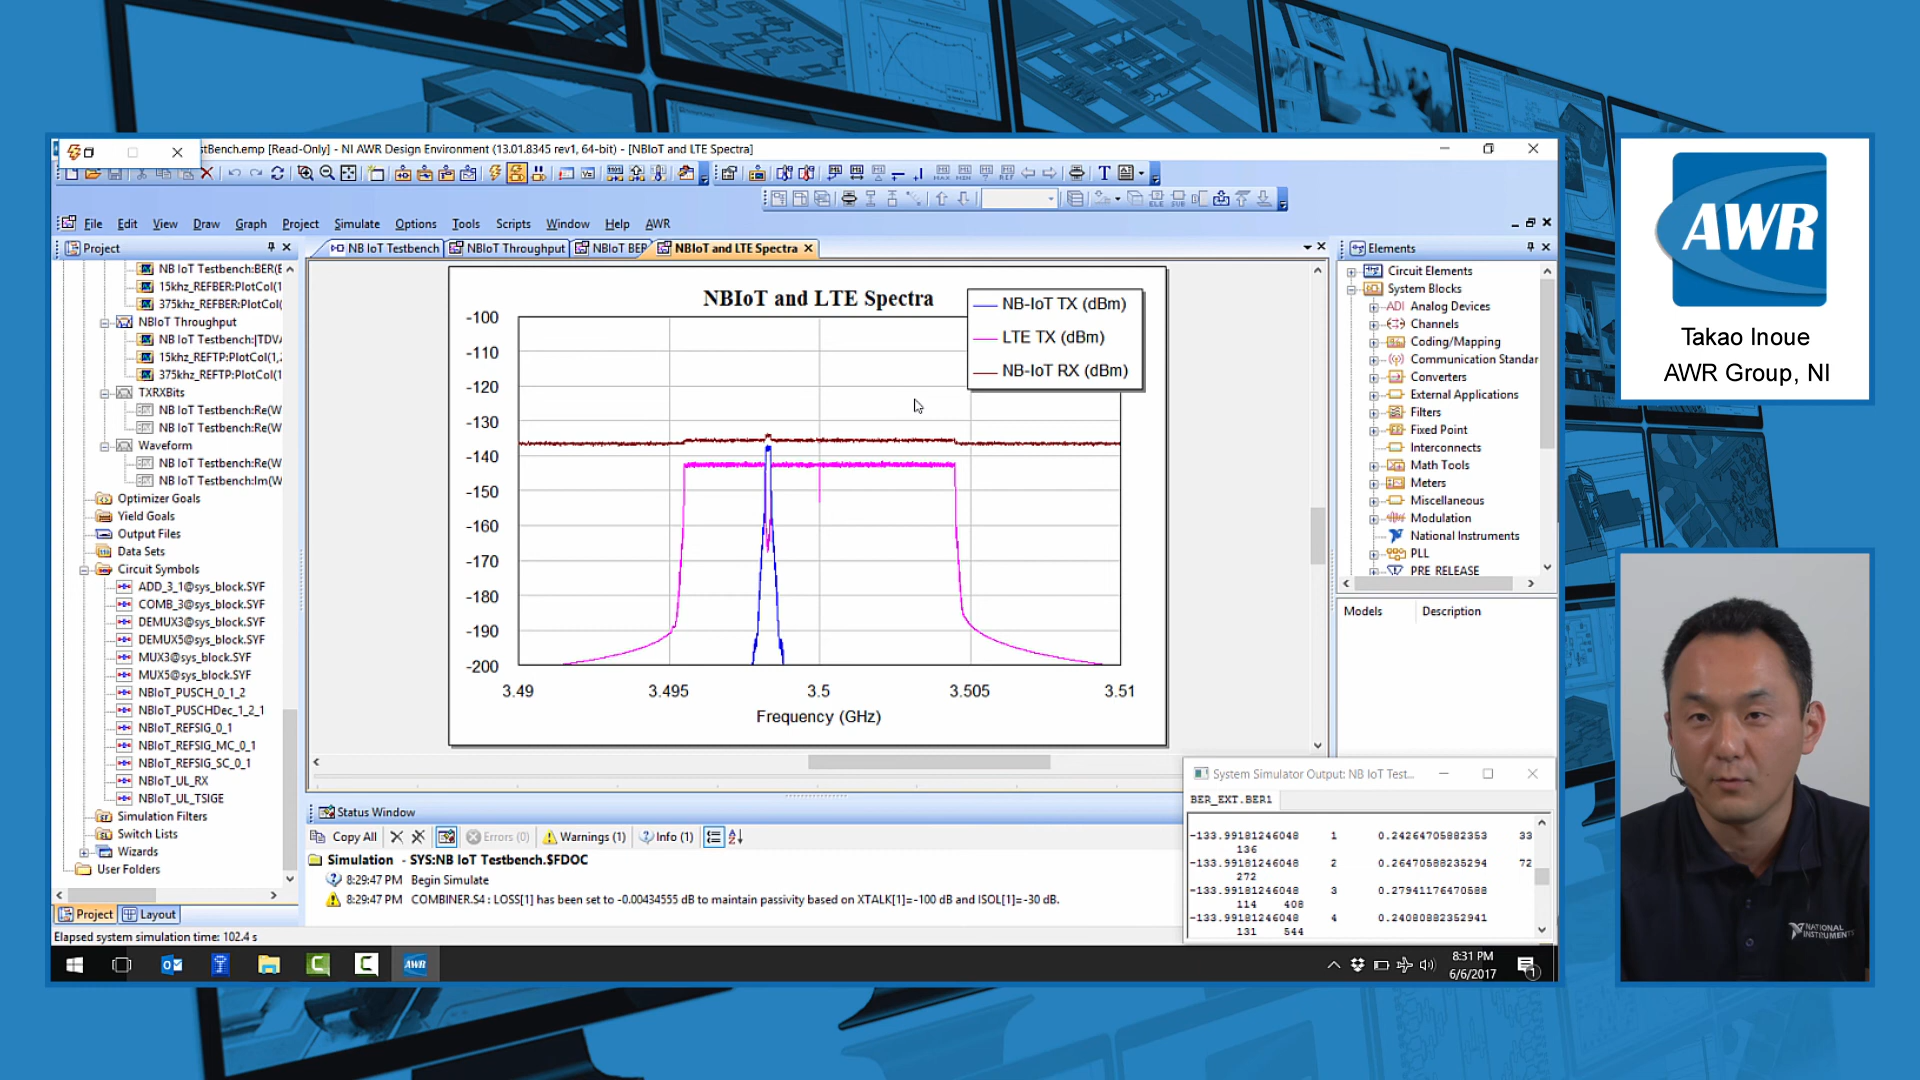 stBench.emp [Read-Only] - NI AWR Design Environment (13.01.8345 rev1, 64-bit) - [NBIoT and LTE Spectra]
File Edit View Draw Graph Project Simulate Options Tools Scripts Window Help AWR
Project
NB IoT Testbench NBIoT Throughput NBIoT BER NBIoT and LTE Spectra
Elements
NB IoT Testbench:BER(E
15khz_REFBER:PlotCol(1
375khz_REFBER:PlotCol(
NBIoT Throughput
NB IoT Testbench:|TDVA
15khz_REFTP:PlotCol(1,2
375khz_REFTP:PlotCol(1
TXRXBits
NB IoT Testbench:Re(W
NB IoT Testbench:Re(W
Waveform
NB IoT Testbench:Re(W
NB IoT Testbench:Im(W
Optimizer Goals
Yield Goals
Output Files
Data Sets
Circuit Symbols
ADD_3_1@sys_block.SYF
COMB_3@sys_block.SYF
DEMUX3@sys_block.SYF
DEMUX5@sys_block.SYF
MUX3@sys_block.SYF
MUX5@sys_block.SYF
NBIoT_PUSCH_0_1_2
NBIoT_PUSCHDec_1_2_1
NBIoT_REFSIG_0_1
NBIoT_REFSIG_MC_0_1
NBIoT_REFSIG_SC_0_1
NBIoT_UL_RX
NBIoT_UL_TSIGE
Simulation Filters
Switch Lists
Wizards
User Folders
Project Layout
Elapsed system simulation time: 102.4 s
NBIoT and LTE Spectra
NB-IoT TX (dBm)
LTE TX (dBm)
NB-IoT RX (dBm)
-100
-110
-120
-130
-140
-150
-160
-170
-180
-190
-200
3.49 3.495 3.5 3.505 3.51
Frequency (GHz)
Circuit Elements
System Blocks
ADI Analog Devices
Channels
Coding/Mapping
Communication Standar
Converters
External Applications
Filters
Fixed Point
Interconnects
Math Tools
Meters
Miscellaneous
Modulation
National Instruments
PLL
PRE RELEASE
Models Description
Status Window
Copy All Errors (0) Warnings (1) Info (1)
Simulation - SYS:NB IoT Testbench.$FDOC
8:29:47 PM Begin Simulate
8:29:47 PM COMBINER.S4 : LOSS[1] has been set to -0.00434555 dB to maintain passivity based on XTALK[1]=-100 dB and ISOL[1]=-30 dB.
System Simulator Output: NB IoT Test...
BER_EXT.BER1
-133.99181246048 1 0.24264705882353 33
136
-133.99181246048 2 0.26470588235294 72
272
-133.99181246048 3 0.27941176470588
114 408
-133.99181246048 4 0.24080882352941
131 544
AWR
8:31 PM
6/6/2017
1
AWR
Takao Inoue
AWR Group, NI
NATIONAL
INSTRUMENTS